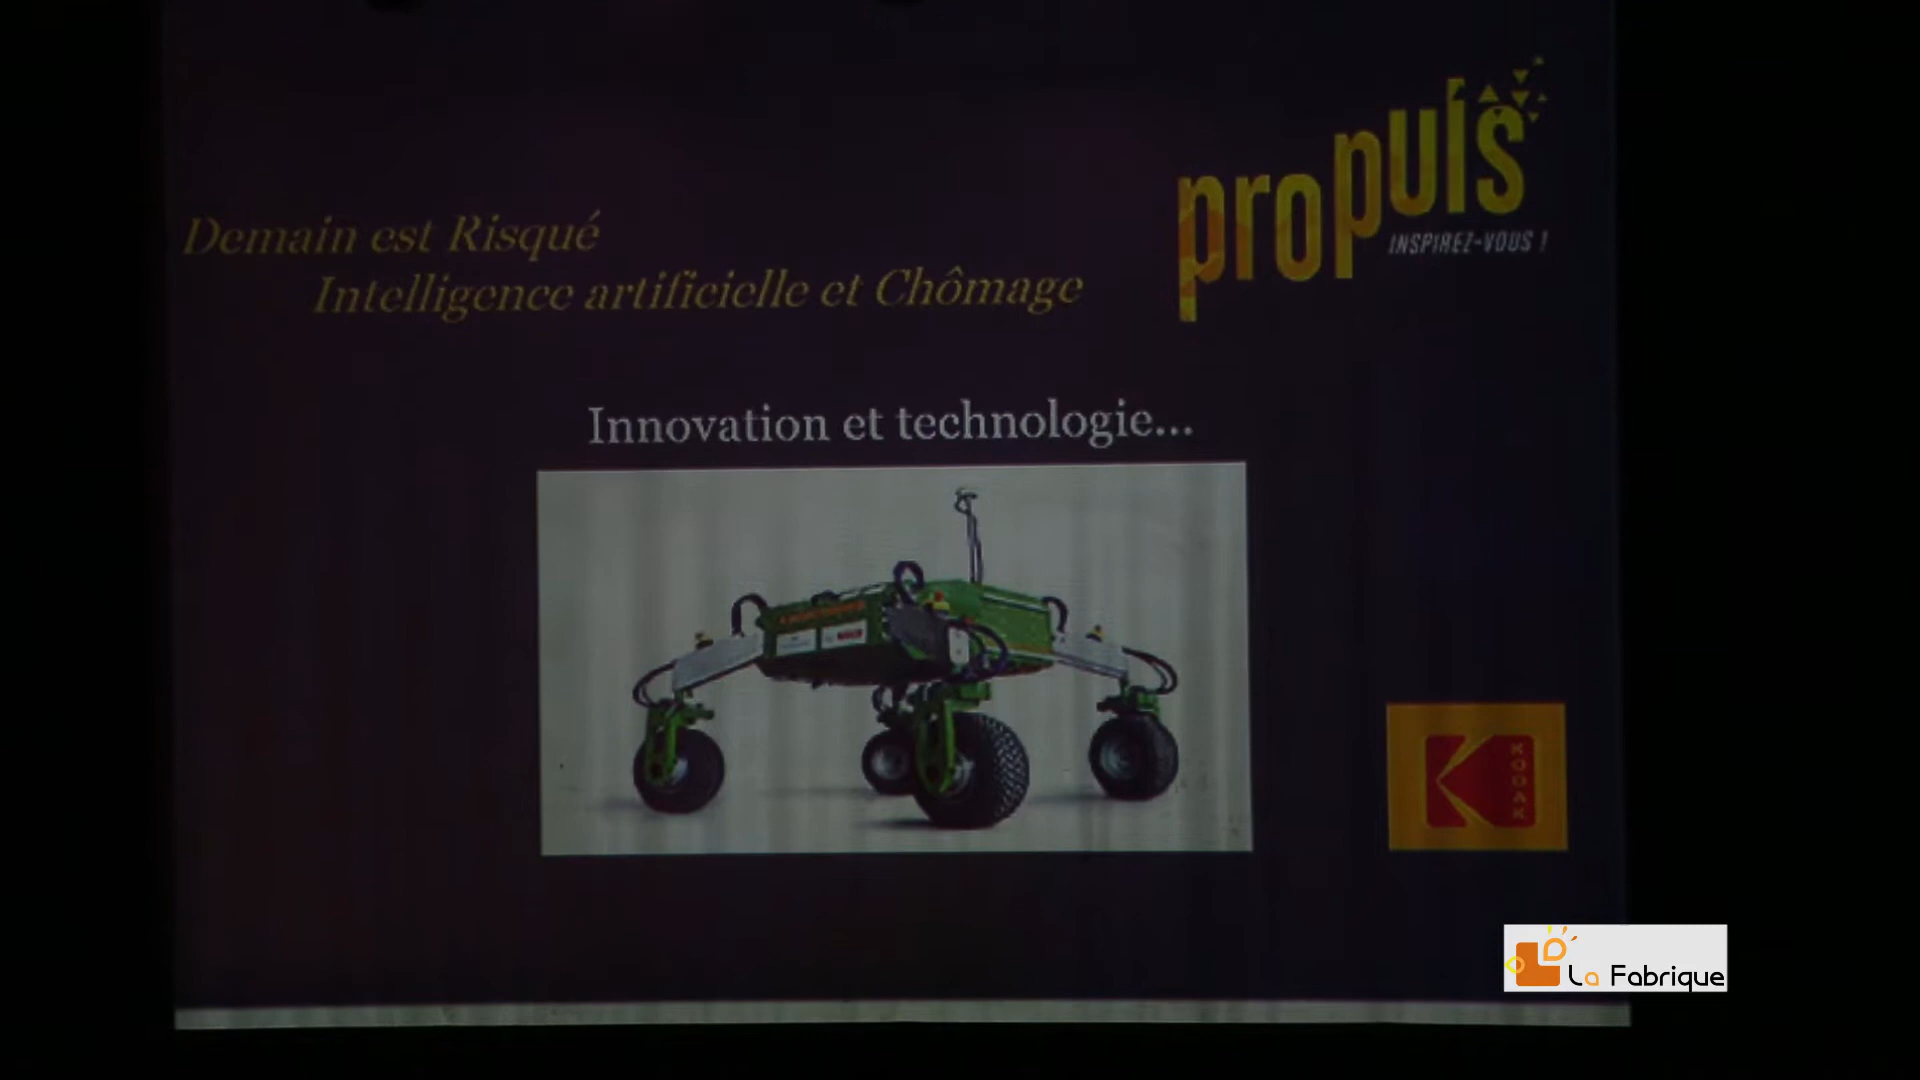 propuls
INSPIREZ-VOUS !
Demain est Risqué
Intelligence artificielle et Chômage
Innovation et technologie...
KODAK
La Fabrique